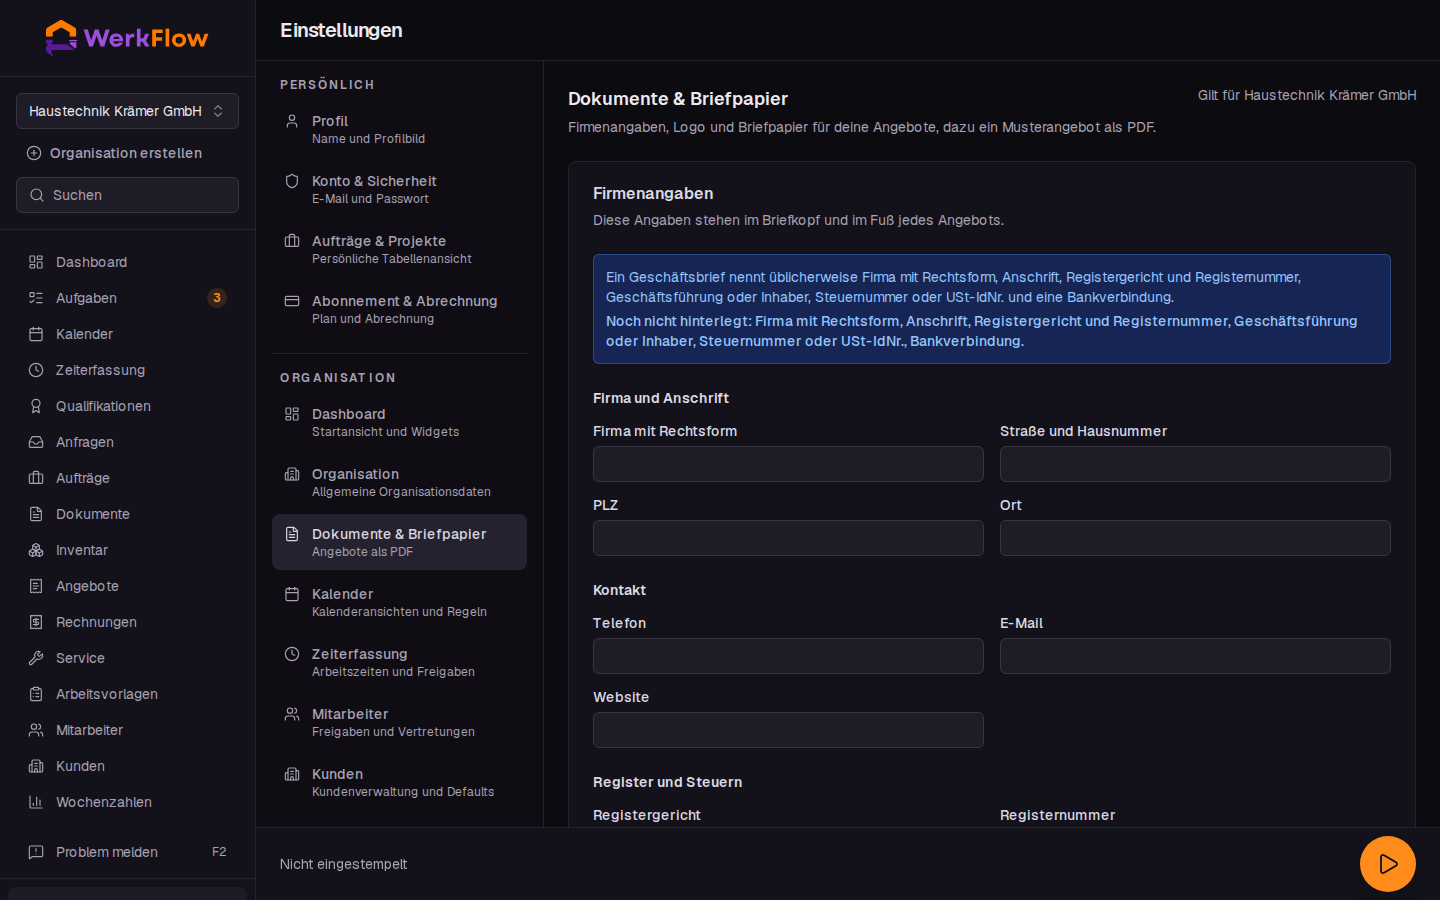 WerkFlow
Haustechnik Krämer GmbH
Organisation erstellen
Suchen
Dashboard
Aufgaben
3
Kalender
Zeiterfassung
Qualifikationen
Anfragen
Aufträge
Dokumente
Inventar
Angebote
Rechnungen
Service
Arbeitsvorlagen
Mitarbeiter
Kunden
Wochenzahlen
Problem melden
F2
Einstellungen
PERSÖNLICH
Profil
Name und Profilbild
Konto & Sicherheit
E-Mail und Passwort
Aufträge & Projekte
Persönliche Tabellenansicht
Abonnement & Abrechnung
Plan und Abrechnung
ORGANISATION
Dashboard
Startansicht und Widgets
Organisation
Allgemeine Organisationsdaten
Dokumente & Briefpapier
Angebote als PDF
Kalender
Kalenderansichten und Regeln
Zeiterfassung
Arbeitszeiten und Freigaben
Mitarbeiter
Freigaben und Vertretungen
Kunden
Kundenverwaltung und Defaults
Dokumente & Briefpapier
Gilt für Haustechnik Krämer GmbH
Firmenangaben, Logo und Briefpapier für deine Angebote, dazu ein Musterangebot als PDF.
Firmenangaben
Diese Angaben stehen im Briefkopf und im Fuß jedes Angebots.
Ein Geschäftsbrief nennt üblicherweise Firma mit Rechtsform, Anschrift, Registergericht und Registernummer,
Geschäftsführung oder Inhaber, Steuernummer oder USt-IdNr. und eine Bankverbindung.
Noch nicht hinterlegt: Firma mit Rechtsform, Anschrift, Registergericht und Registernummer, Geschäftsführung
oder Inhaber, Steuernummer oder USt-IdNr., Bankverbindung.
Firma und Anschrift
Firma mit Rechtsform
Straße und Hausnummer
PLZ
Ort
Kontakt
Telefon
E-Mail
Website
Register und Steuern
Registergericht
Registernummer
Nicht eingestempelt